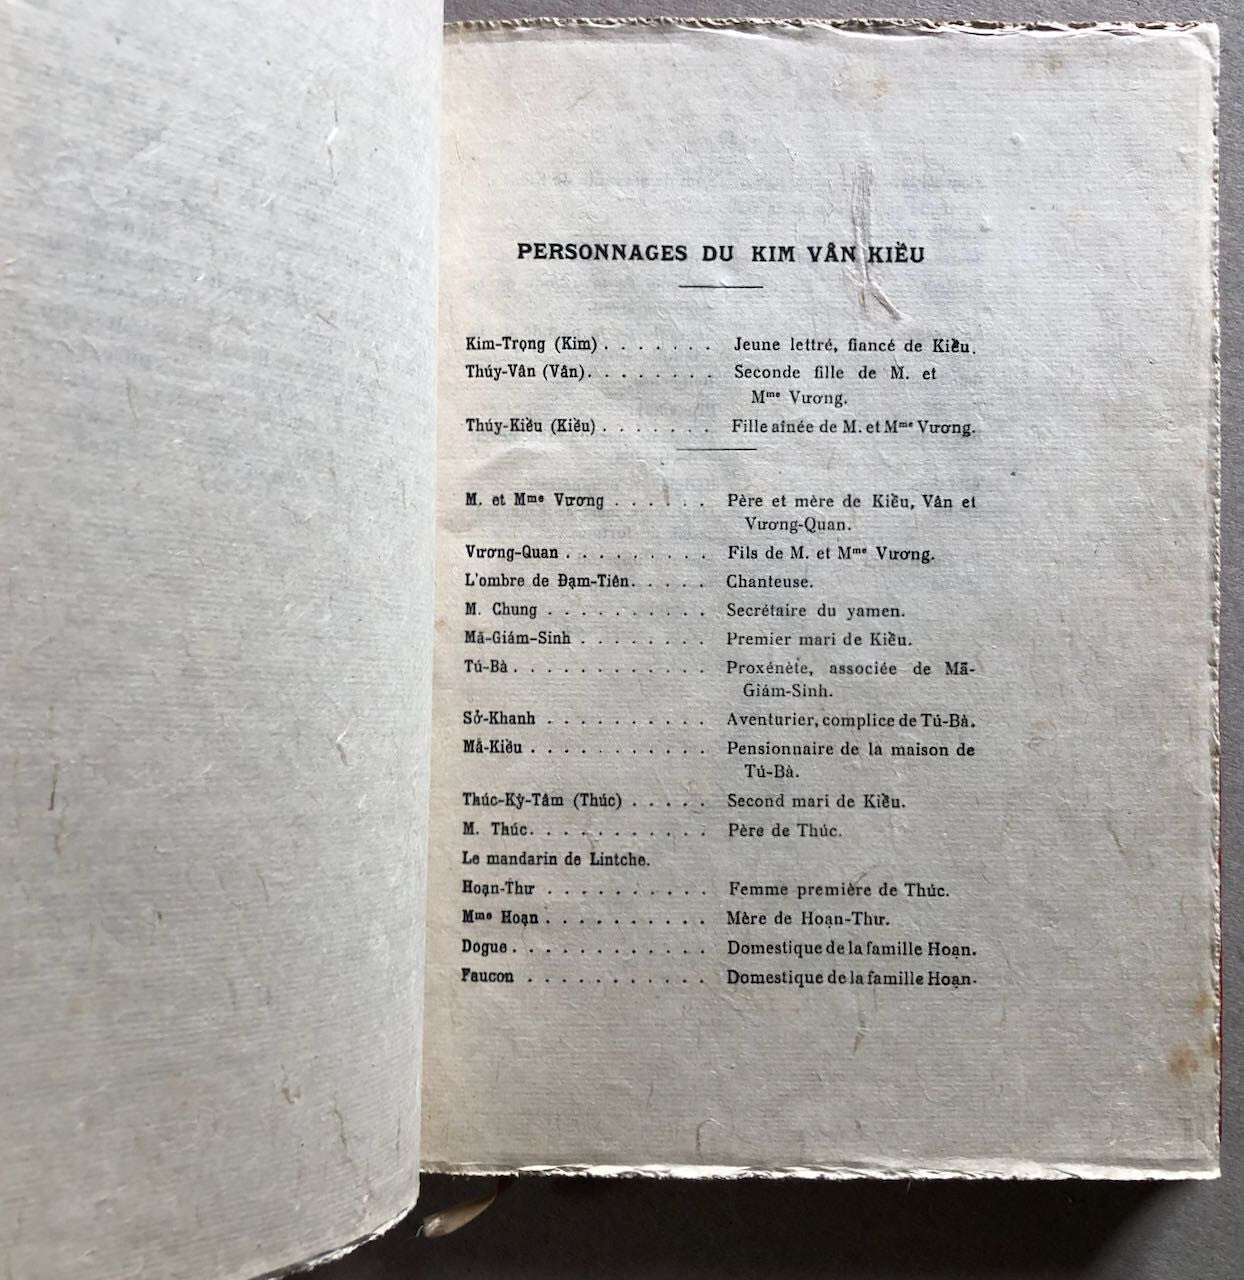 PERSONNAGES DU KIM VÂN KIỀU
Kim-Trọng (Kim) . . . . . . . Jeune lettré, fiancé de Kiều.
Thúy-Vân (Vân). . . . . . . . Seconde fille de M. et
Mme Vương.
Thúy-Kiều (Kiều) . . . . . . . Fille aînée de M. et Mme Vương.
M. et Mme Vương . . . . . . Père et mère de Kiều, Vân et
Vương-Quan.
Vương-Quan . . . . . . . . . Fils de M. et Mme Vương.
L'ombre de Đạm-Tiên. . . . . Chanteuse.
M. Chung . . . . . . . . . . Secrétaire du yamen.
Mã-Giám-Sinh . . . . . . . . Premier mari de Kiều.
Tú-Bà . . . . . . . . . . . . Proxénète, associée de Mã-
Giám-Sinh.
Sở-Khanh . . . . . . . . . . Aventurier, complice de Tú-Bà.
Mã-Kiều . . . . . . . . . . . Pensionnaire de la maison de
Tú-Bà.
Thúc-Kỳ-Tâm (Thúc) . . . . . Second mari de Kiều.
M. Thúc. . . . . . . . . . . Père de Thúc.
Le mandarin de Lintche.
Hoạn-Thư . . . . . . . . . . Femme première de Thúc.
Mme Hoạn . . . . . . . . . . Mère de Hoạn-Thư.
Dogue. . . . . . . . . . . . Domestique de la famille Hoạn.
Faucon . . . . . . . . . . . Domestique de la famille Hoạn.